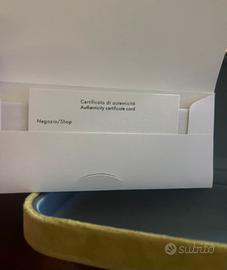 Certificato di autenticità
Authenticity certificate card
Negozio/Shop
subito